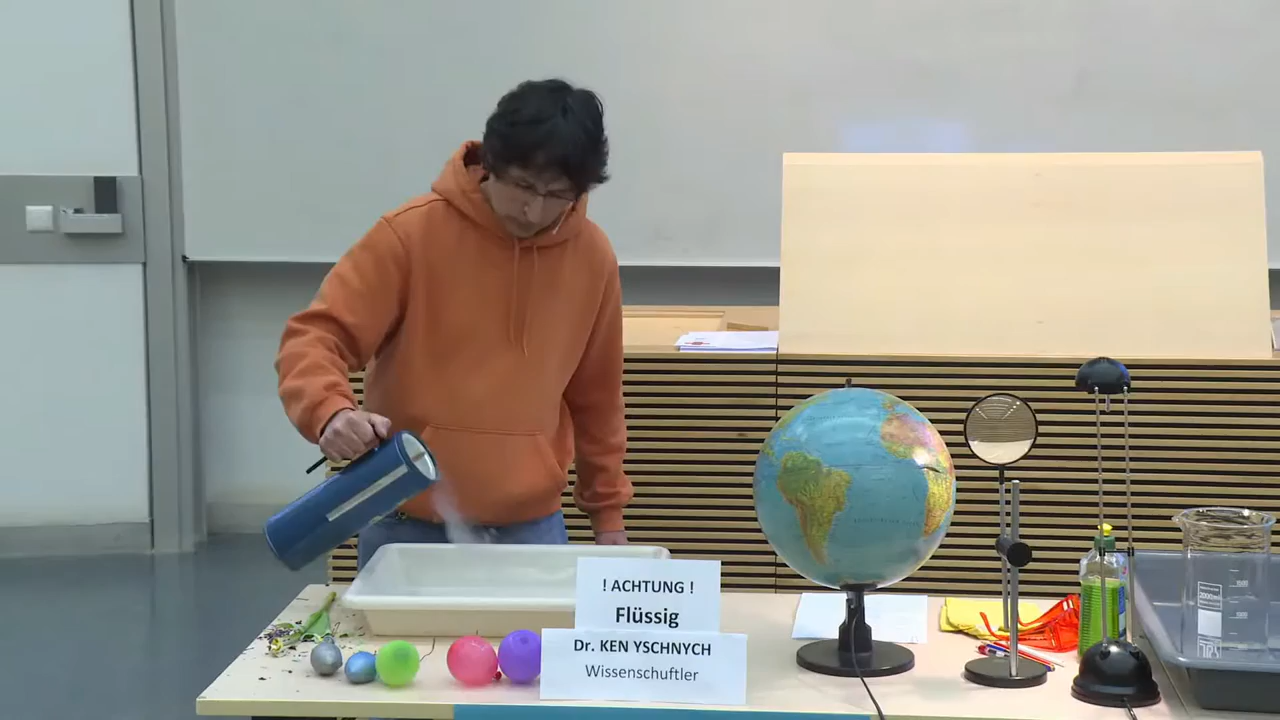 ! ACHTUNG !
Flüssig
Dr. KEN YSCHNYCH
Wissenschuftler